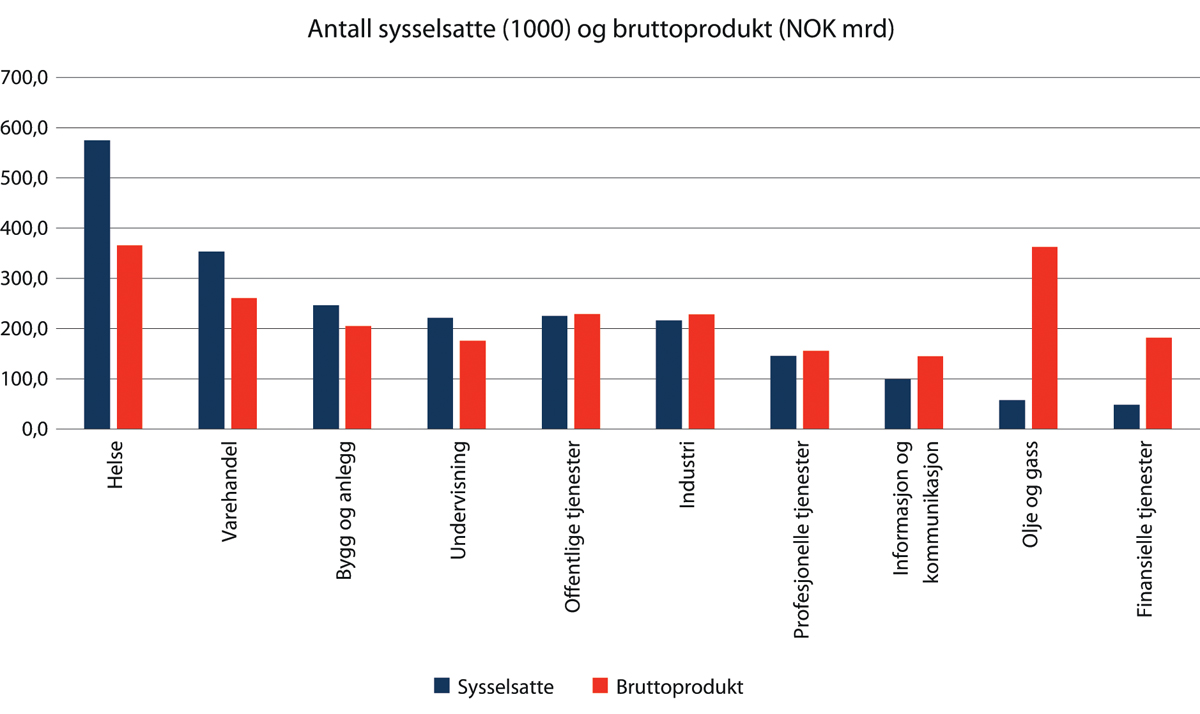 Antall sysselsatte (1000) og bruttoprodukt (NOK mrd)
700,0
600,0
500,0
400,0
300,0
200,0
100,0
0,0
Helse
Varehandel
Bygg og anlegg
Undervisning
Offentlige tjenester
Industri
Profesjonelle tjenester
Informasjon og
kommunikasjon
Olje og gass
Finansielle tjenester
Sysselsatte
Bruttoprodukt